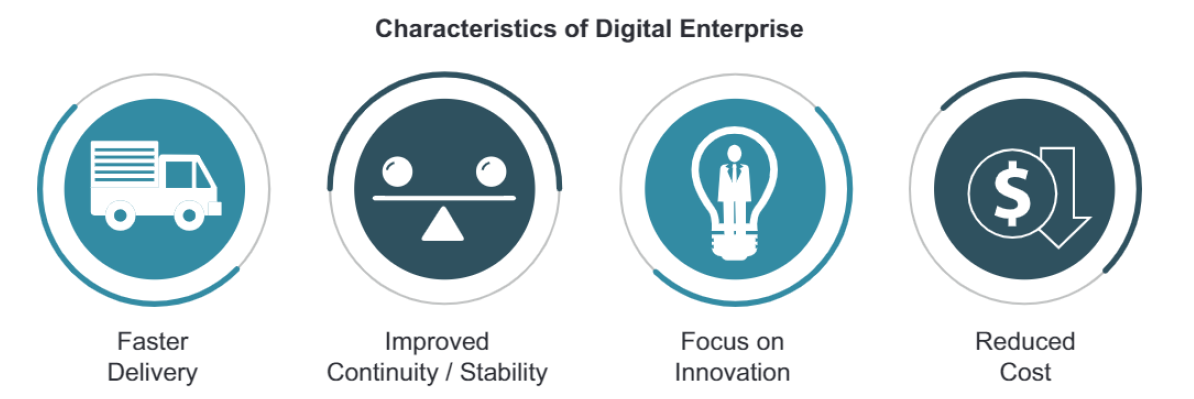 Characteristics of Digital Enterprise
$
$
Faster
Delivery
Improved
Continuity / Stability
Focus on
Innovation
Reduced
Cost